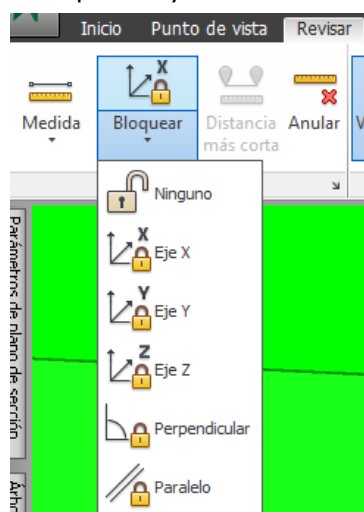 Inicio Punto de vista Revisar
Medida Bloquear Distancia más corta Anular
Ninguno
X Eje X
Y Eje Y
Z Eje Z
Perpendicular
Paralelo
Parámetros de plano de sección